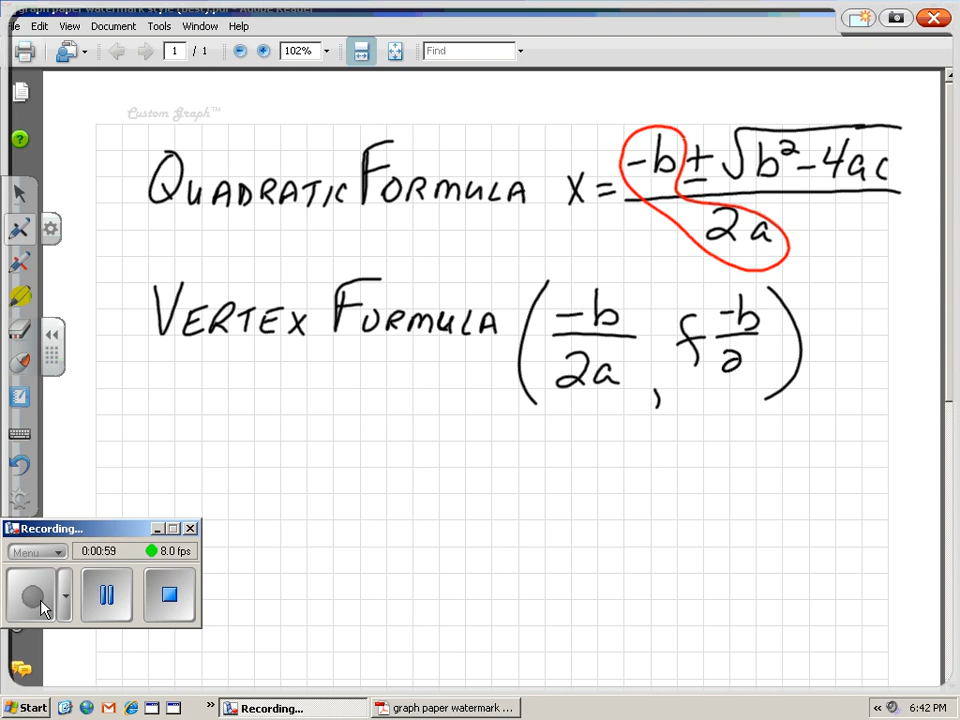 File Edit View Document Tools Window Help
1 / 1 102% Find
Custom Graph™
QUADRATIC FORMULA x = -b ± √b² - 4ac / 2a
VERTEX FORMULA ( -b / 2a , f -b / 2 )
Recording...
Menu 0:00:59 8.0 fps
Start » Recording... graph paper watermark ... « 6:42 PM